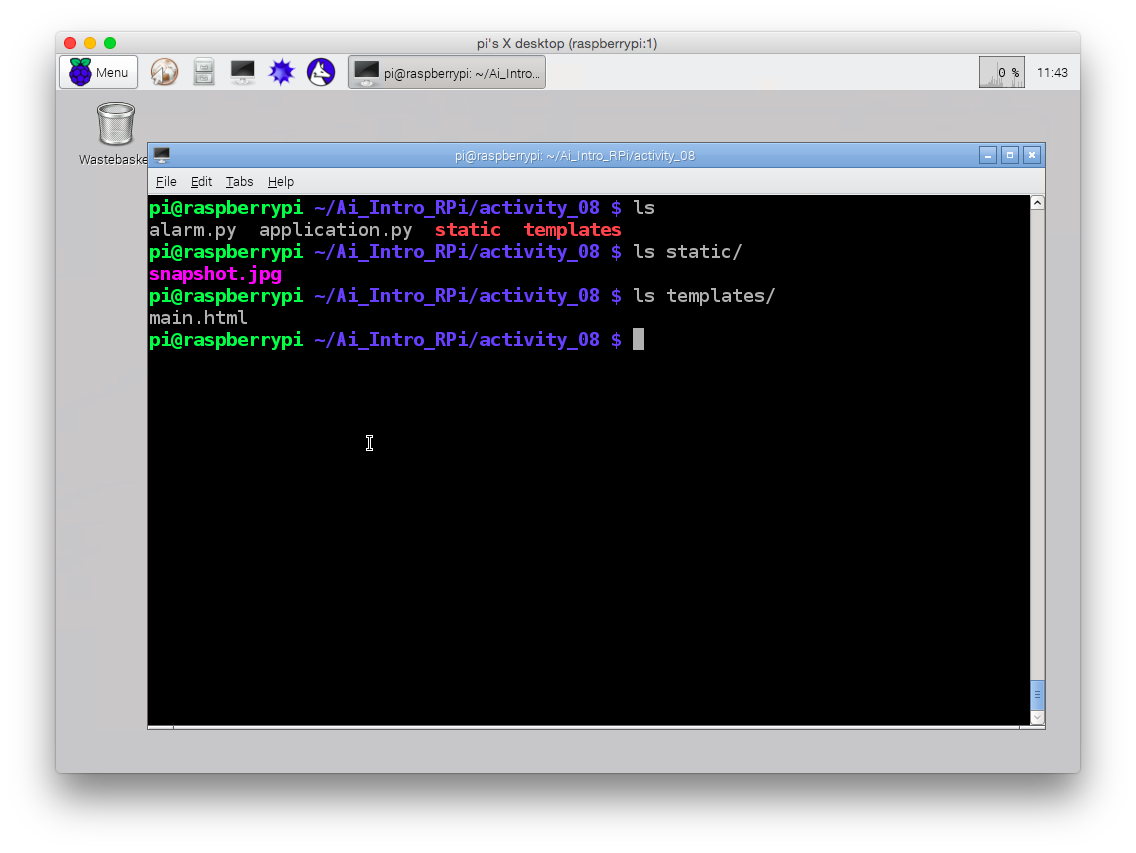 pi's X desktop (raspberrypi:1)
Menu
pi@raspberrypi: ~/Ai_Intro...
0 %
11:43
Wastebaske
pi@raspberrypi: ~/Ai_Intro_RPi/activity_08
File Edit Tabs Help
pi@raspberrypi ~/Ai_Intro_RPi/activity_08 $ ls
alarm.py  application.py  static  templates
pi@raspberrypi ~/Ai_Intro_RPi/activity_08 $ ls static/
snapshot.jpg
pi@raspberrypi ~/Ai_Intro_RPi/activity_08 $ ls templates/
main.html
pi@raspberrypi ~/Ai_Intro_RPi/activity_08 $